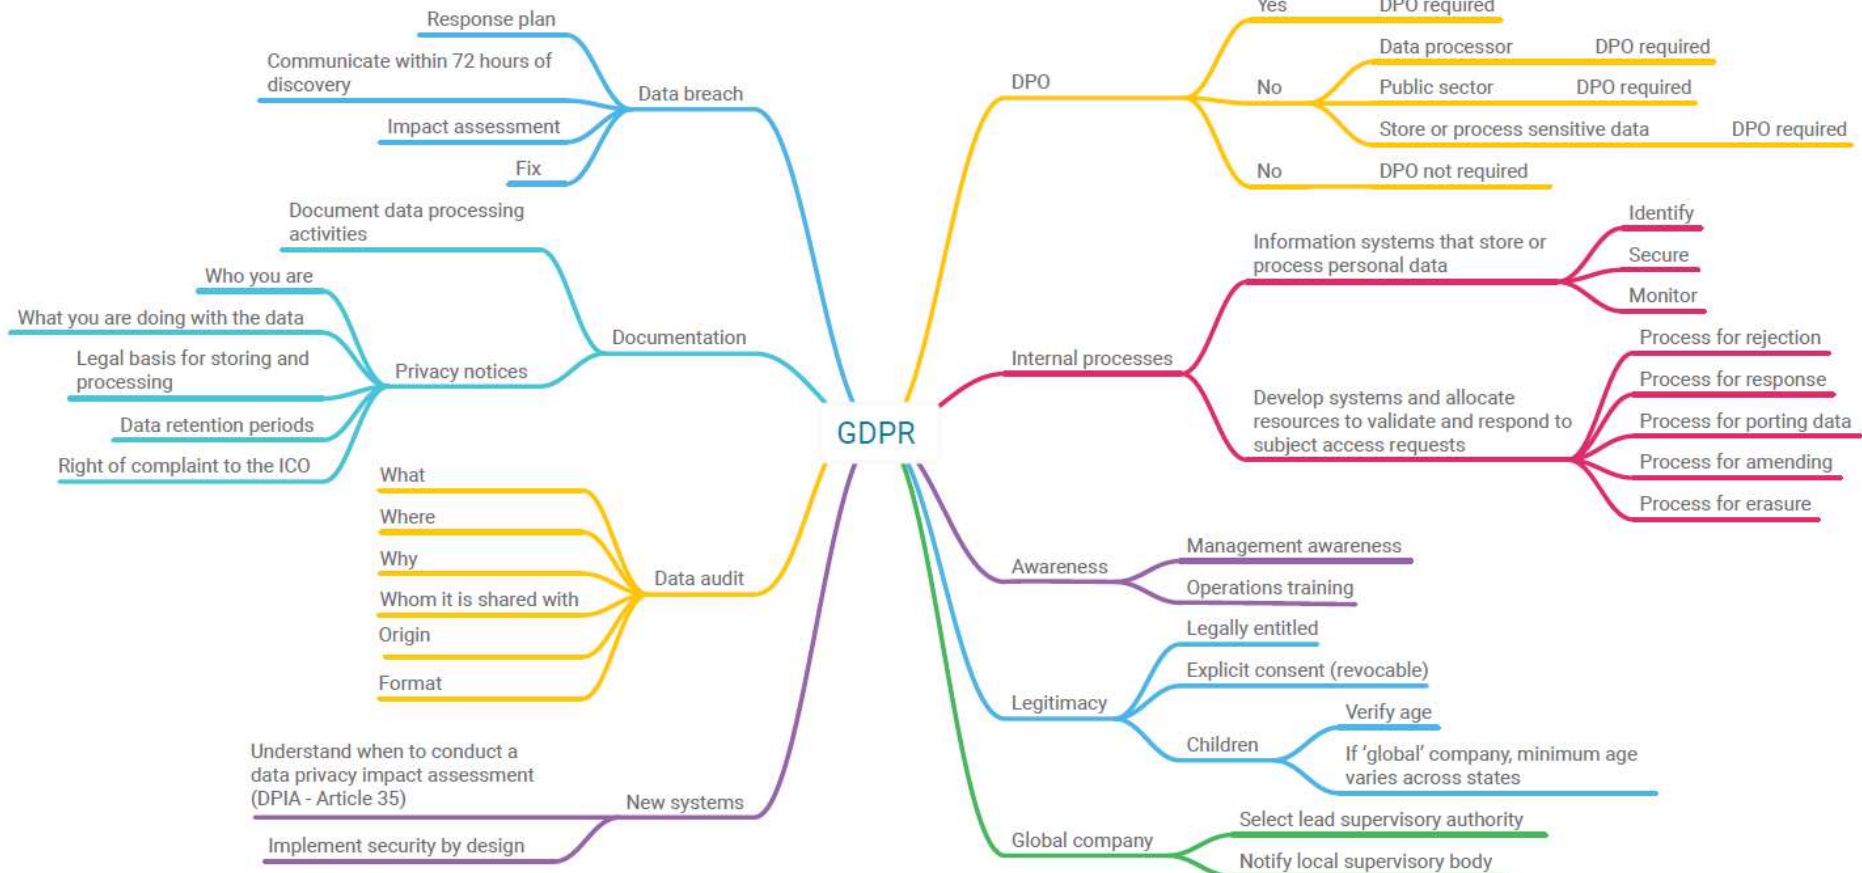 Response plan
Communicate within 72 hours of
discovery
Impact assessment
Fix
Data breach
Document data processing
activities
Who you are
What you are doing with the data
Legal basis for storing and
processing
Data retention periods
Right of complaint to the ICO
Privacy notices
Documentation
What
Where
Why
Whom it is shared with
Origin
Format
Data audit
Understand when to conduct a
data privacy impact assessment
(DPIA - Article 35)
Implement security by design
New systems
GDPR
DPO
Yes DPO required
No
Data processor DPO required
Public sector DPO required
Store or process sensitive data DPO required
No DPO not required
Internal processes
Information systems that store or
process personal data
Identify
Secure
Monitor
Develop systems and allocate
resources to validate and respond to
subject access requests
Process for rejection
Process for response
Process for porting data
Process for amending
Process for erasure
Awareness
Management awareness
Operations training
Legitimacy
Legally entitled
Explicit consent (revocable)
Children
Verify age
If ‘global’ company, minimum age
varies across states
Global company
Select lead supervisory authority
Notify local supervisory body